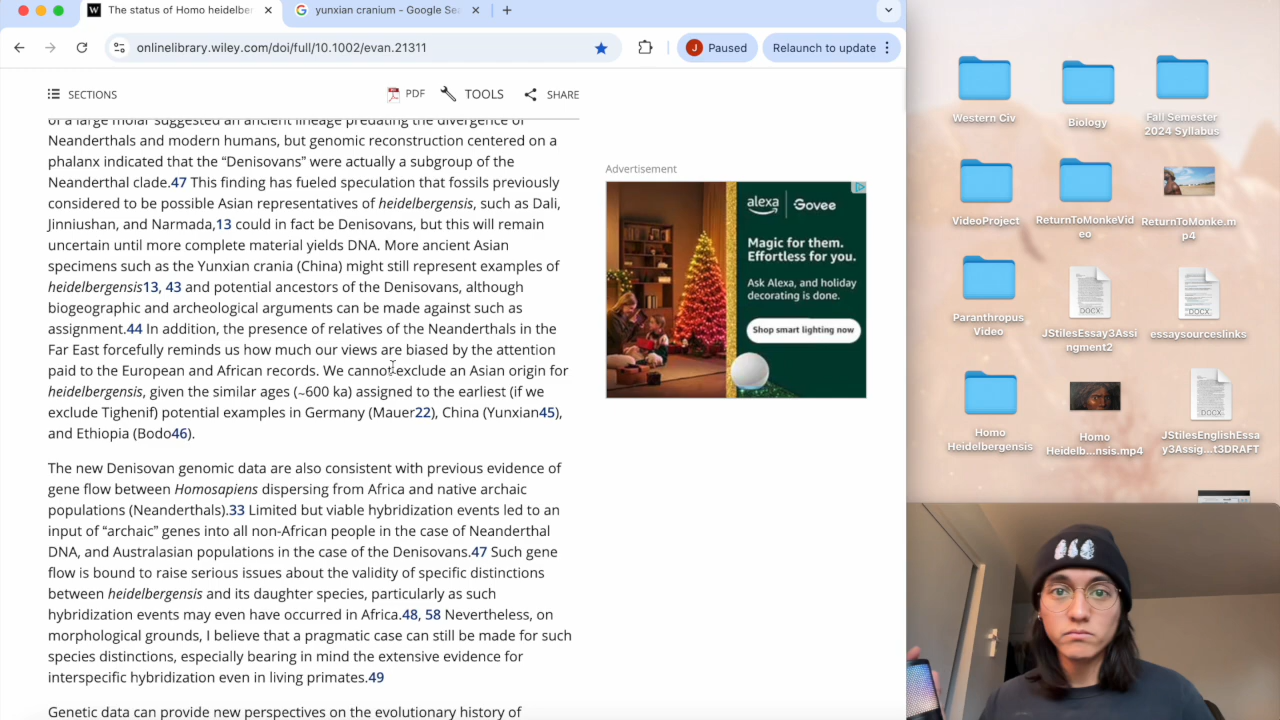 W The status of Homo heidelber
yunxian cranium - Google Sea
onlinelibrary.wiley.com/doi/full/10.1002/evan.21311
J Paused
Relaunch to update
SECTIONS
PDF
TOOLS
SHARE
of a large molar suggested an ancient lineage predating the divergence of
Neanderthals and modern humans, but genomic reconstruction centered on a
phalanx indicated that the “Denisovans” were actually a subgroup of the
Neanderthal clade.47 This finding has fueled speculation that fossils previously
considered to be possible Asian representatives of heidelbergensis, such as Dali,
Jinniushan, and Narmada,13 could in fact be Denisovans, but this will remain
uncertain until more complete material yields DNA. More ancient Asian
specimens such as the Yunxian crania (China) might still represent examples of
heidelbergensis13, 43 and potential ancestors of the Denisovans, although
biogeographic and archeological arguments can be made against such as
assignment.44 In addition, the presence of relatives of the Neanderthals in the
Far East forcefully reminds us how much our views are biased by the attention
paid to the European and African records. We cannot exclude an Asian origin for
heidelbergensis, given the similar ages (~600 ka) assigned to the earliest (if we
exclude Tighenif) potential examples in Germany (Mauer22), China (Yunxian45),
and Ethiopia (Bodo46).
The new Denisovan genomic data are also consistent with previous evidence of
gene flow between Homosapiens dispersing from Africa and native archaic
populations (Neanderthals).33 Limited but viable hybridization events led to an
input of “archaic” genes into all non-African people in the case of Neanderthal
DNA, and Australasian populations in the case of the Denisovans.47 Such gene
flow is bound to raise serious issues about the validity of specific distinctions
between heidelbergensis and its daughter species, particularly as such
hybridization events may even have occurred in Africa.48, 58 Nevertheless, on
morphological grounds, I believe that a pragmatic case can still be made for such
species distinctions, especially bearing in mind the extensive evidence for
interspecific hybridization even in living primates.49
Genetic data can provide new perspectives on the evolutionary history of
Advertisement
alexa | Govee
Magic for them.
Effortless for you.
Ask Alexa, and holiday
decorating is done.
Shop smart lighting now
Western Civ
Biology
Fall Semester
2024 Syllabus
VideoProject
ReturnToMonkeVid
eo
ReturnToMonke.m
p4
Paranthropus
Video
JStilesEssay3Assi
ngment2
essaysourceslinks
Homo
Heidelbergensis
Homo
Heidelb...nsis.mp4
DOCX
JStilesEnglishEssa
y3Assig...t3DRAFT
DOCX
DOCX